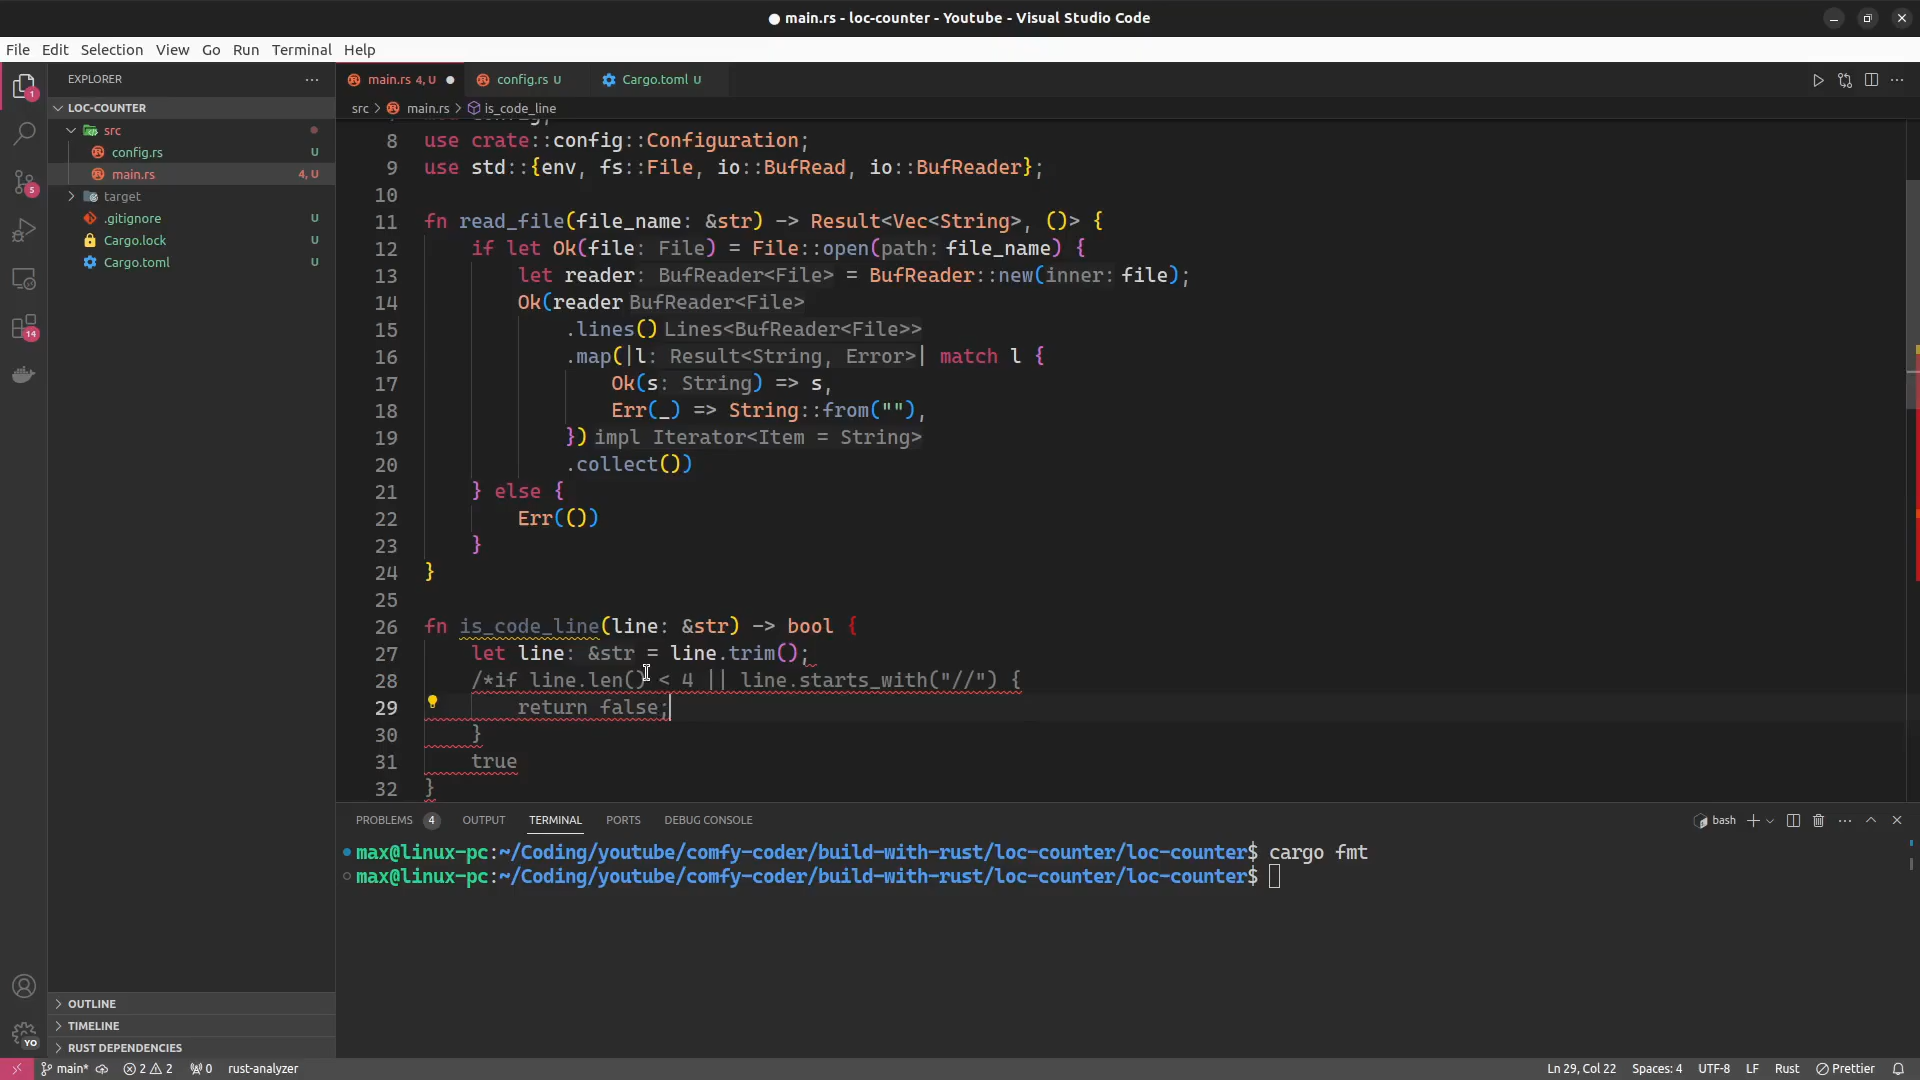 main.rs - loc-counter - Youtube - Visual Studio Code
File Edit Selection View Go Run Terminal Help
EXPLORER
LOC-COUNTER
src
config.rs U
main.rs 4, U
target
.gitignore U
Cargo.lock U
Cargo.toml U
OUTLINE
TIMELINE
RUST DEPENDENCIES
1
5
14
YO
main.rs 4, U
config.rs U
Cargo.toml U
src > main.rs > is_code_line
8 use crate::config::Configuration;
9 use std::{env, fs::File, io::BufRead, io::BufReader};
10
11 fn read_file(file_name: &str) -> Result<Vec<String>, ()> {
12 if let Ok(file: File) = File::open(path: file_name) {
13 let reader: BufReader<File> = BufReader::new(inner: file);
14 Ok(reader BufReader<File>
15 .lines() Lines<BufReader<File>>
16 .map(|l: Result<String, Error>| match l {
17 Ok(s: String) => s,
18 Err(_) => String::from(""),
19 }) impl Iterator<Item = String>
20 .collect())
21 } else {
22 Err(())
23 }
24 }
25
26 fn is_code_line(line: &str) -> bool {
27 let line: &str = line.trim();
28 /*if line.len() < 4 || line.starts_with("//") {
29 return false;
30 }
31 true
32 }
PROBLEMS 4 OUTPUT TERMINAL PORTS DEBUG CONSOLE
bash
max@linux-pc:~/Coding/youtube/comfy-coder/build-with-rust/loc-counter/loc-counter$ cargo fmt
max@linux-pc:~/Coding/youtube/comfy-coder/build-with-rust/loc-counter/loc-counter$
main* 2 2 0 rust-analyzer
Ln 29, Col 22 Spaces: 4 UTF-8 LF Rust Prettier